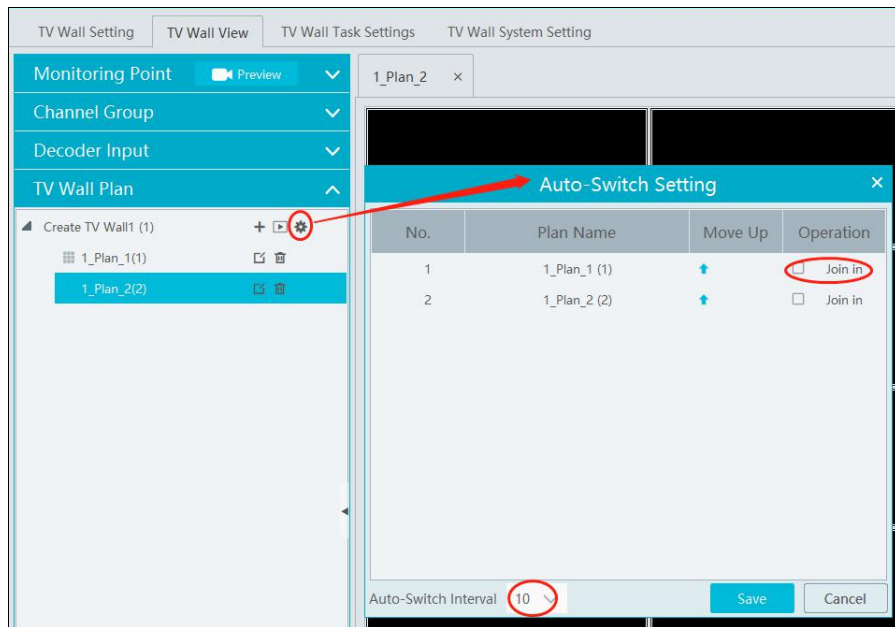 TV Wall Setting TV Wall View TV Wall Task Settings TV Wall System Setting
Monitoring Point Preview
Channel Group
Decoder Input
TV Wall Plan
Create TV Wall1 (1)
1_Plan_1(1)
1_Plan_2(2)
1_Plan_2 ×
Auto-Switch Setting ×
No. Plan Name Move Up Operation
1 1_Plan_1 (1) Join in
2 1_Plan_2 (2) Join in
Auto-Switch Interval 10 Save Cancel